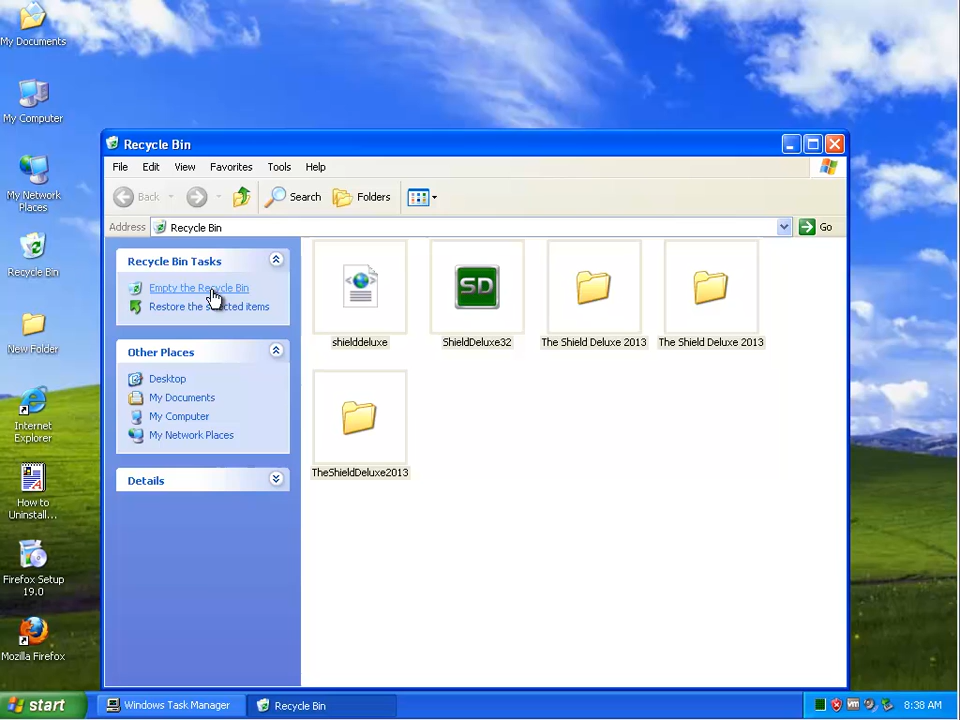 My Documents
My Computer
My Network
Places
Recycle Bin
New Folder
Internet
Explorer
How to
Uninstall...
Firefox Setup
19.0
Mozilla Firefox
Recycle Bin
File Edit View Favorites Tools Help
Back Search Folders
Address Recycle Bin Go
Recycle Bin Tasks
Empty the Recycle Bin
Restore the selected items
Other Places
Desktop
My Documents
My Computer
My Network Places
Details
shielddeluxe
SD
ShieldDeluxe32
The Shield Deluxe 2013
The Shield Deluxe 2013
TheShieldDeluxe2013
start
Windows Task Manager
Recycle Bin
vm
8:38 AM